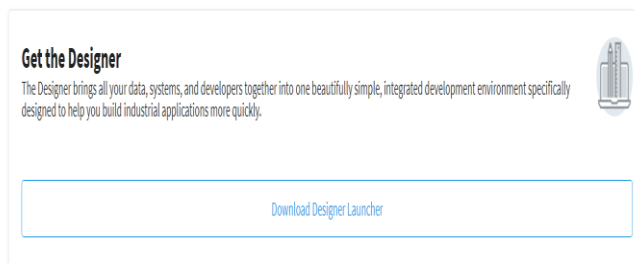 Get the Designer
The Designer brings all your data, systems, and developers together into one beautifully simple, integrated development environment specifically
designed to help you build industrial applications more quickly.
Download Designer Launcher